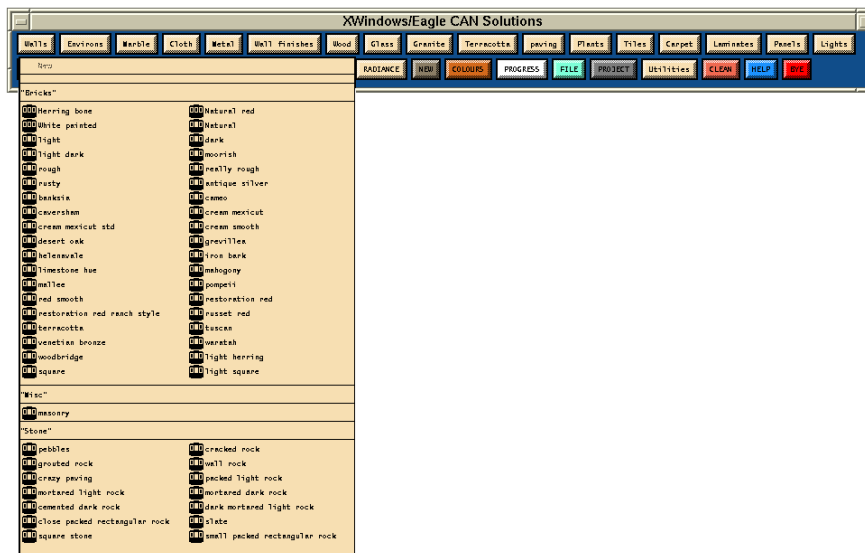 XWindows/Eagle CAN Solutions
Walls Environs Marble Cloth Metal Wall finishes Wood Glass Granite Terracotta paving Plants Tiles Carpet Laminates Panels Lights
New
RADIANCE NEW COLOURS PROGRESS FILE PROJECT Utilities CLEAN HELP BYE
"Bricks"
Herring bone Natural red
White painted Natural
light dark
light dark moorish
rough really rough
rusty antique silver
banksia cameo
caversham cream mexicut
cream mexicut std cream smooth
desert oak grevillea
helenavale iron bark
limestone hue mahogony
mallee pompeii
red smooth restoration red
restoration red ranch style russet red
terracotta tuscan
venetian bronze waratah
woodbridge light herring
square light square
"Misc"
masonry
"Stone"
pebbles cracked rock
grouted rock wall rock
crazy paving packed light rock
mortared light rock mortared dark rock
cemented dark rock dark mortared light rock
close packed rectangular rock slate
square stone small packed rectangular rock